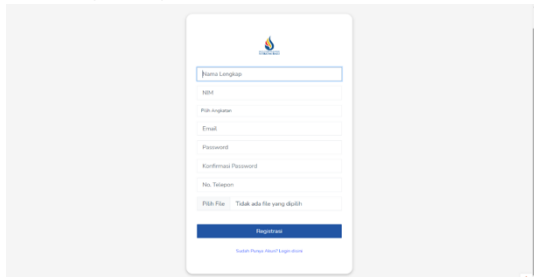 Nama Lengkap
NIM
Pilih Angkatan
Email
Password
Konfirmasi Password
No. Telepon
Pilih File Tidak ada file yang dipilih
Registrasi
Sudah Punya Akun? Login disini